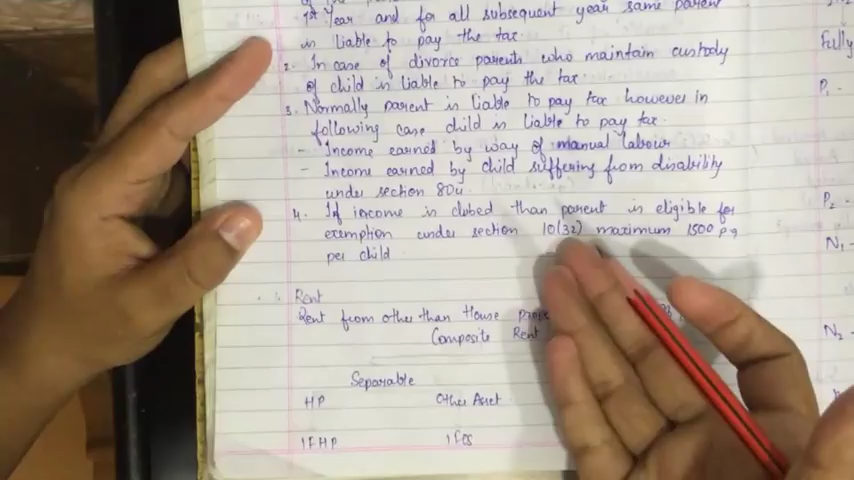 1st Year and for all subsequent year same parent
is liable to pay the tax.
2. In case of divorce parents who maintain custody
of child is liable to pay the tax.
3. Normally parent is liable to pay tax however in
following case child is liable to pay tax.
- Income earned by way of manual labour
- Income earned by child suffering from disability
under section 80u.
4. If income is clubed than parent is eligible for
exemption under section 10(32) maximum 1500 p.a
per child
Rent
Rent from other than House
Composite Rent
Separable
HP Other Asset
IFHP IFOS
Fully
P1 -
P2 -
N1 -
N2 -